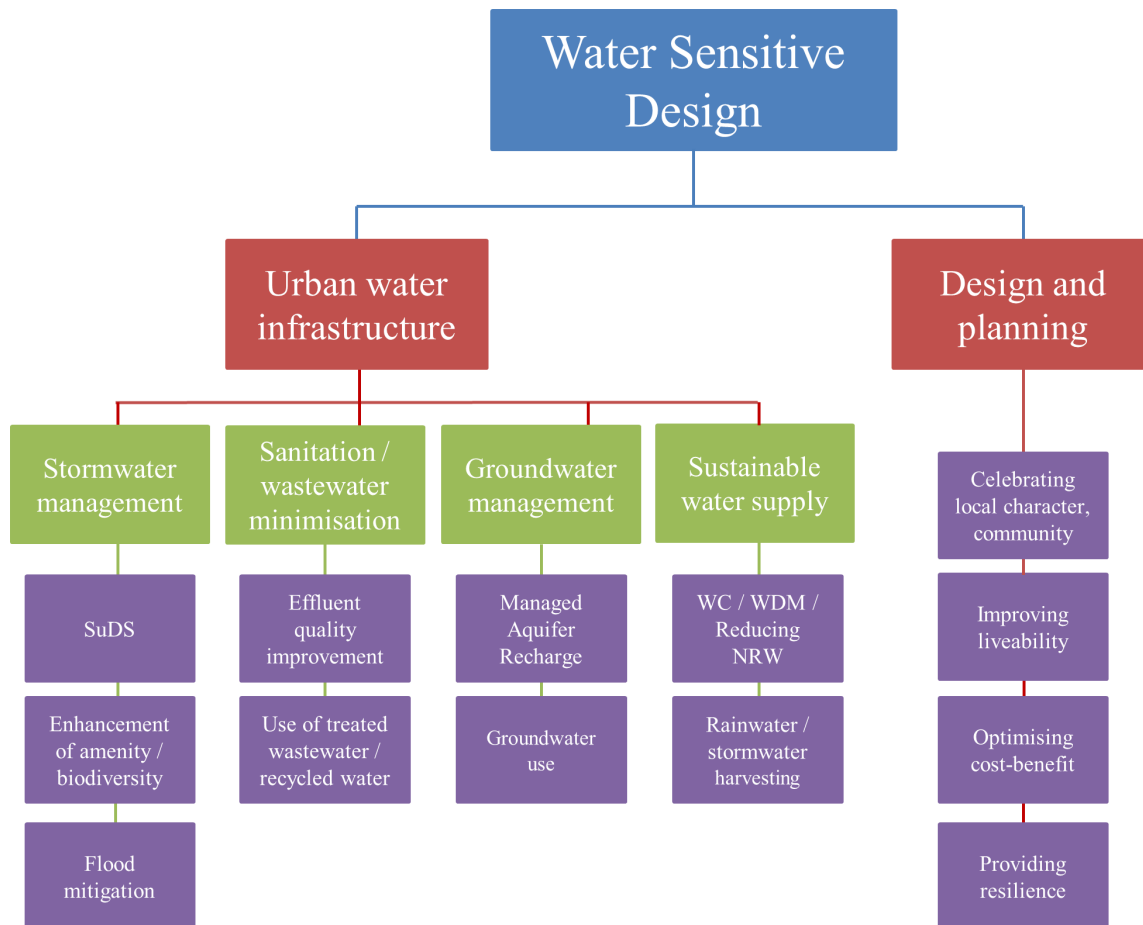 Water Sensitive
Design
Urban water
infrastructure
Design and
planning
Stormwater
management
Sanitation /
wastewater
minimisation
Groundwater
management
Sustainable
water supply
Celebrating
local character,
community
SuDS
Effluent
quality
improvement
Managed
Aquifer
Recharge
WC / WDM /
Reducing
NRW
Improving
liveability
Enhancement
of amenity /
biodiversity
Use of treated
wastewater /
recycled water
Groundwater
use
Rainwater /
stormwater
harvesting
Optimising
cost-benefit
Flood
mitigation
Providing
resilience